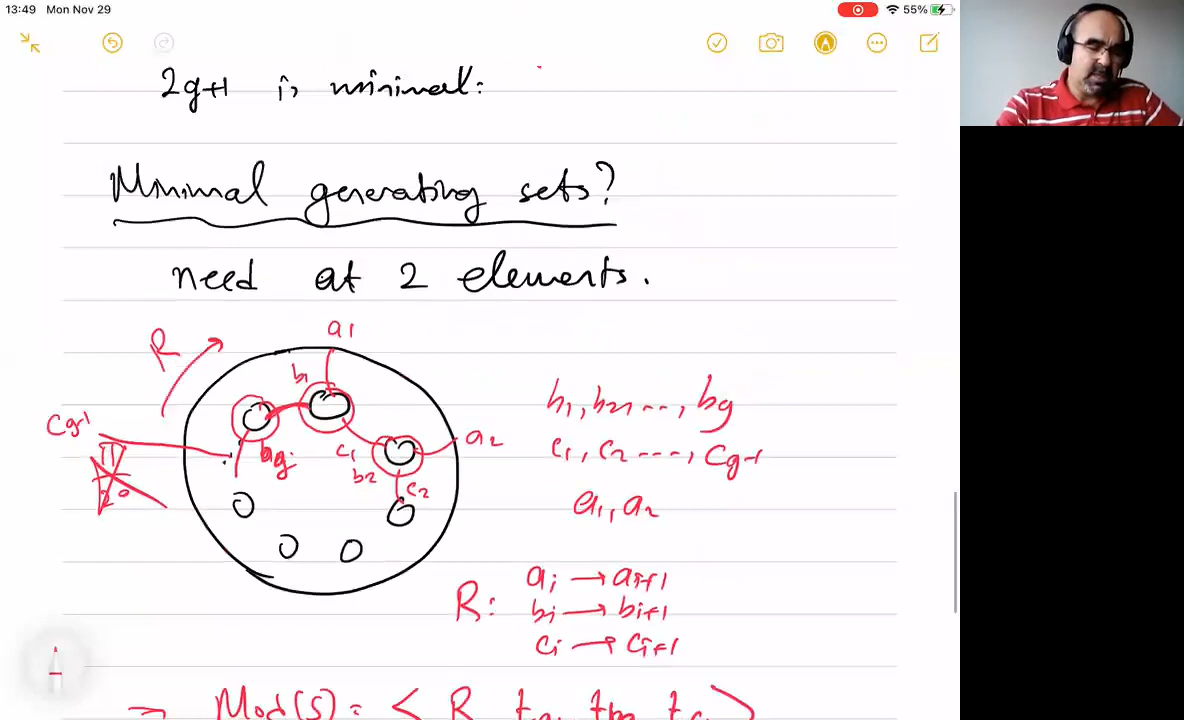 13:49 Mon Nov 29
55%
2g+1 is minimal:
Minimal generating sets?
need at 2 elements.
R
a1
b1
cg-1
bg
c1
b2
a2
c2
b1, b2, ..., bg
c1, c2 ..., cg-1
a1, a2
R: ai → ai+1
bi → bi+1
ci → ci+1
⇒ Mod(S) = < R